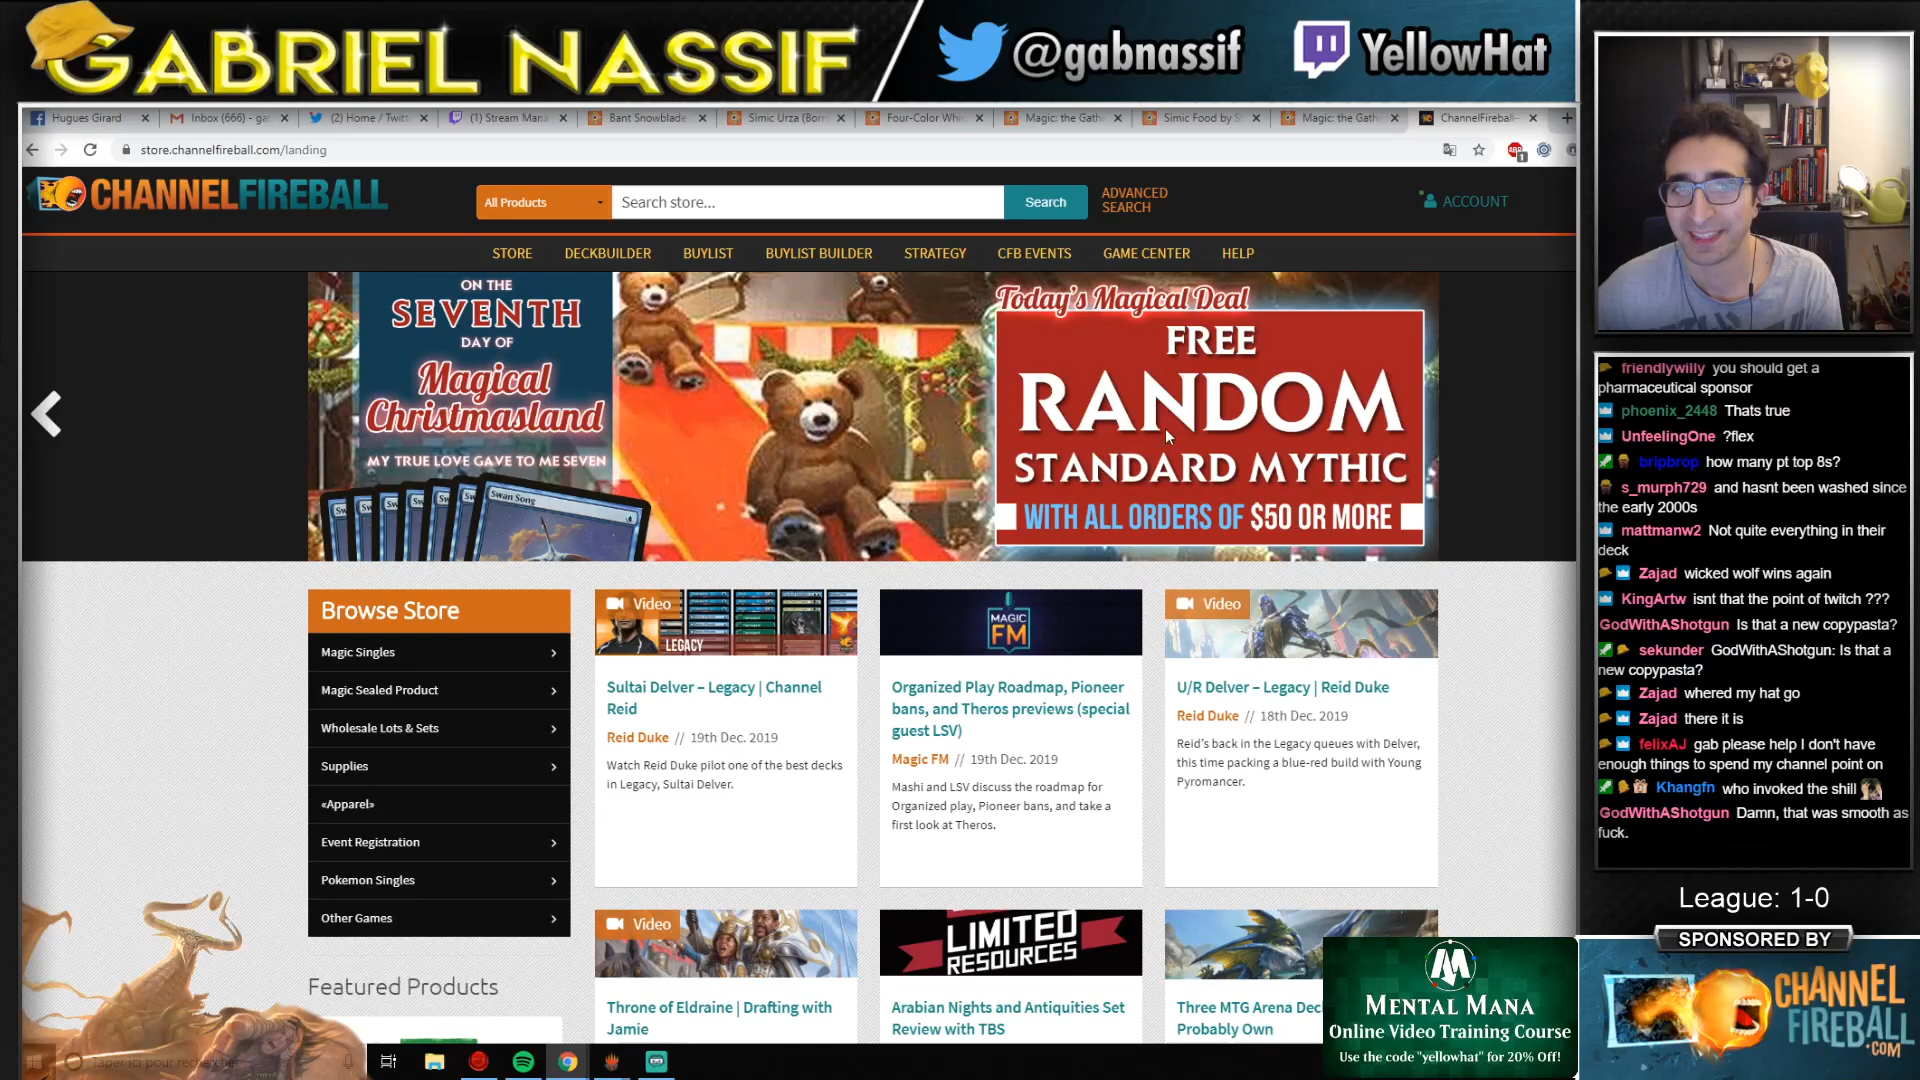 GABRIEL NASSIF
@gabnassif
YellowHat
Hugues Girard
Inbox (666) - ga
(2) Home / Twitt
(1) Stream Mana
Bant Snowblade
Simic Urza (Borr
Four-Color Whir
Magic: the Gath
Simic Food by S
Magic: the Gath
ChannelFireball
store.channelfireball.com/landing
CHANNELFIREBALL
All Products
Search store...
Search
ADVANCED
SEARCH
ACCOUNT
STORE
DECKBUILDER
BUYLIST
BUYLIST BUILDER
STRATEGY
CFB EVENTS
GAME CENTER
HELP
ON THE
SEVENTH
DAY OF
Magical
Christmasland
MY TRUE LOVE GAVE TO ME SEVEN
Swan Song
Today's Magical Deal
FREE
RANDOM
STANDARD MYTHIC
WITH ALL ORDERS OF $50 OR MORE
Browse Store
Magic Singles
Magic Sealed Product
Wholesale Lots & Sets
Supplies
«Apparel»
Event Registration
Pokemon Singles
Other Games
Featured Products
Video
LEGACY
Sultai Delver – Legacy | Channel
Reid
Reid Duke // 19th Dec. 2019
Watch Reid Duke pilot one of the best decks
in Legacy, Sultai Delver.
MAGIC
FM
Organized Play Roadmap, Pioneer
bans, and Theros previews (special
guest LSV)
Magic FM // 19th Dec. 2019
Mashi and LSV discuss the roadmap for
Organized play, Pioneer bans, and take a
first look at Theros.
Video
U/R Delver – Legacy | Reid Duke
Reid Duke // 18th Dec. 2019
Reid's back in the Legacy queues with Delver,
this time packing a blue-red build with Young
Pyromancer.
Video
Throne of Eldraine | Drafting with
Jamie
LIMITED
RESOURCES
Arabian Nights and Antiquities Set
Review with TBS
Three MTG Arena Dec
Probably Own
Taper ici pour rechercher
friendlywilly you should get a
pharmaceutical sponsor
phoenix_2448 Thats true
UnfeelingOne ?flex
bripbrop how many pt top 8s?
s_murph729 and hasnt been washed since
the early 2000s
mattmanw2 Not quite everything in their
deck
Zajad wicked wolf wins again
KingArtw isnt that the point of twitch ???
GodWithAShotgun Is that a new copypasta?
sekunder GodWithAShotgun: Is that a
new copypasta?
Zajad whered my hat go
Zajad there it is
felixAJ gab please help I don't have
enough things to spend my channel point on
Khangfn who invoked the shill
GodWithAShotgun Damn, that was smooth as
fuck.
League: 1-0
SPONSORED BY
CHANNEL
FIREBALL
.COM
MENTAL MANA
Online Video Training Course
Use the code "yellowhat" for 20% Off!